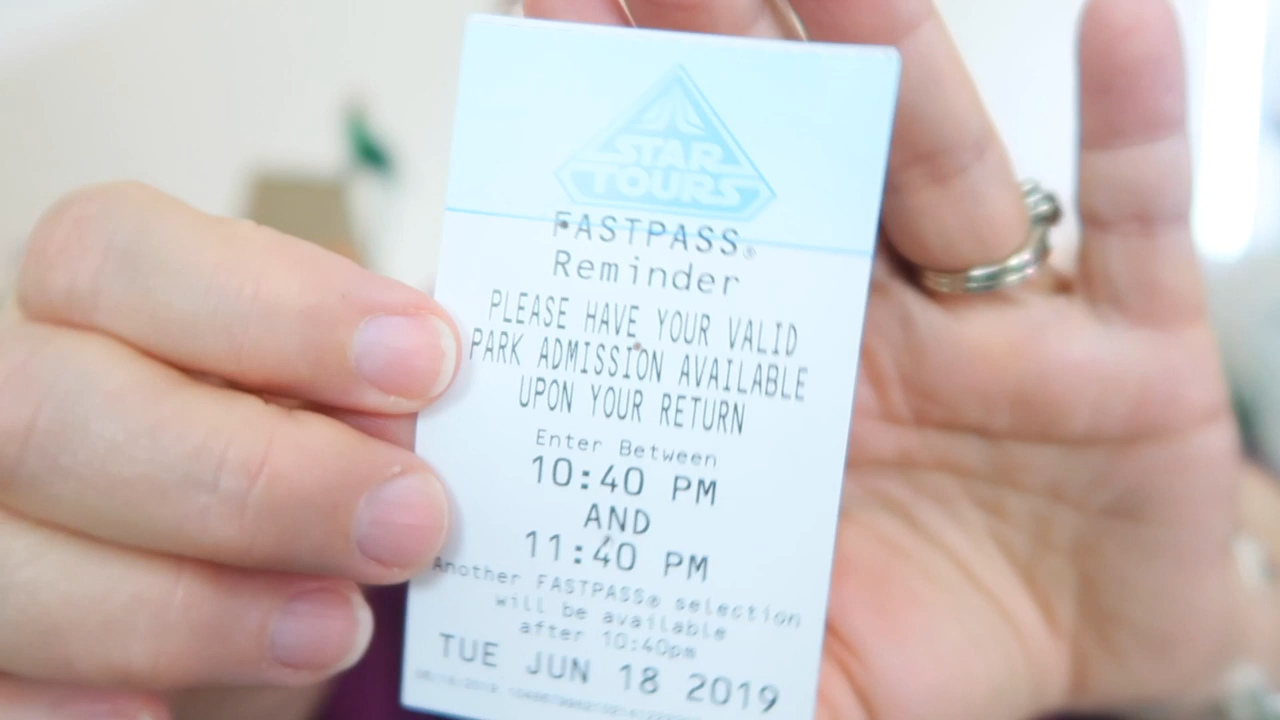 STAR
TOURS
FASTPASS®
Reminder
PLEASE HAVE YOUR VALID
PARK ADMISSION AVAILABLE
UPON YOUR RETURN
Enter Between
10:40 PM
AND
11:40 PM
Another FASTPASS® selection
will be available
after 10:40pm
TUE JUN 18 2019